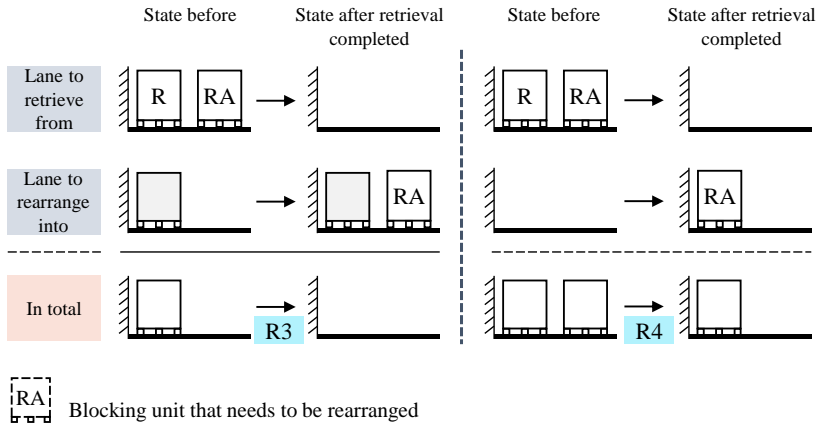 State before
State after retrieval
completed
State before
State after retrieval
completed
Lane to
retrieve
from
R
RA
R
RA
Lane to
rearrange
into
RA
RA
In total
R3
R4
RA
Blocking unit that needs to be rearranged